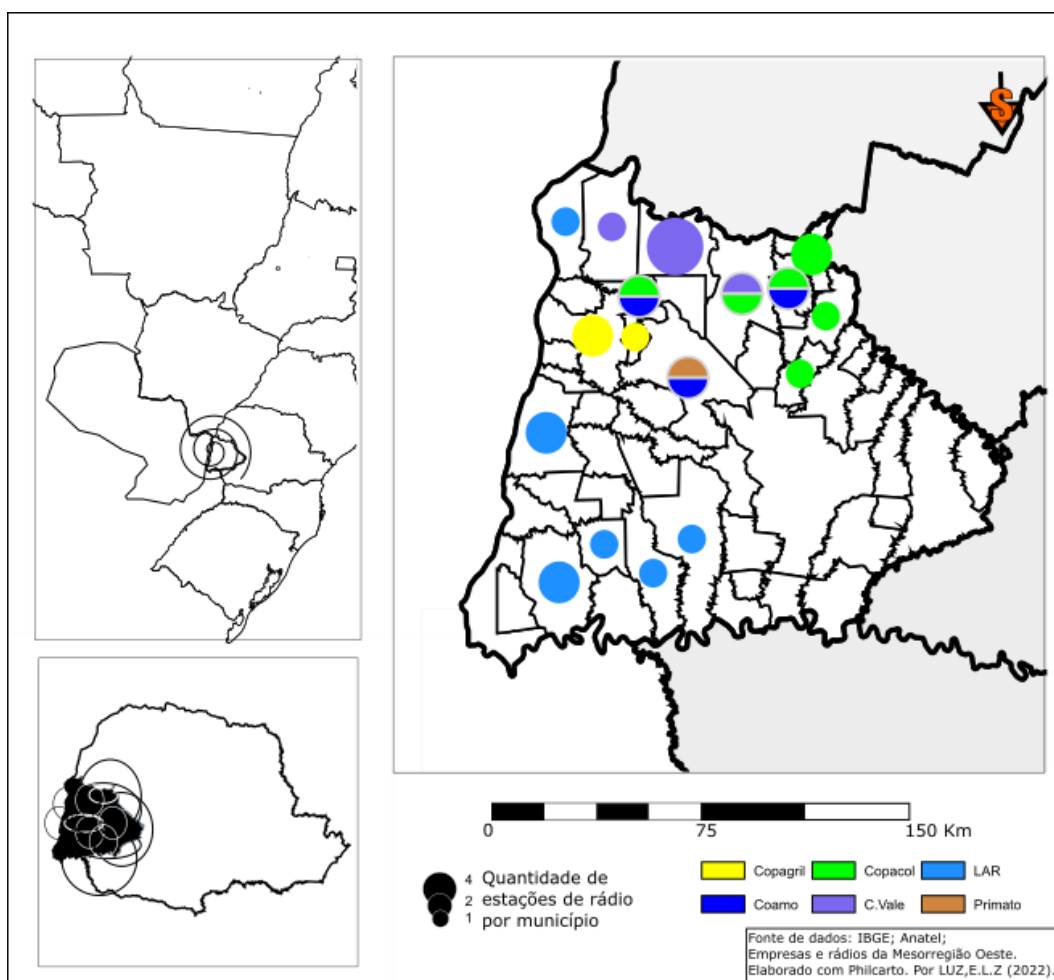 S
0
75
150 Km
4
2
1
Quantidade de
estações de rádio
por município
Copagril
Copacol
LAR
Coamo
C.Vale
Primato
Fonte de dados: IBGE; Anatel;
Empresas e rádios da Mesorregião Oeste.
Elaborado com Philcarto. Por LUZ,E.L.Z (2022).